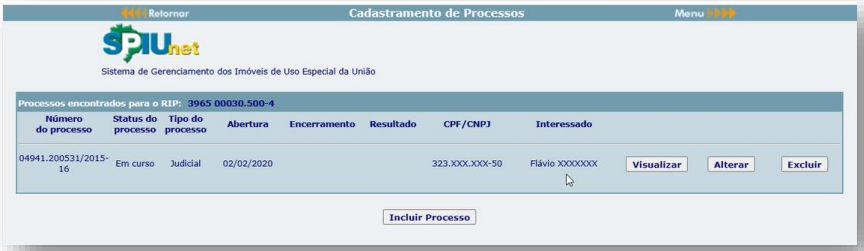 Retornar Cadastramento de Processos Menu
SPIUnet
Sistema de Gerenciamento dos Imóveis de Uso Especial da União
Processos encontrados para o RIP: 3965 00030.500-4
Número do processo Status do processo Tipo do processo Abertura Encerramento Resultado CPF/CNPJ Interessado
04941.200531/2015-16 Em curso Judicial 02/02/2020 323.XXX.XXX-50 Flávio XXXXXXX Visualizar Alterar Excluir
Incluir Processo